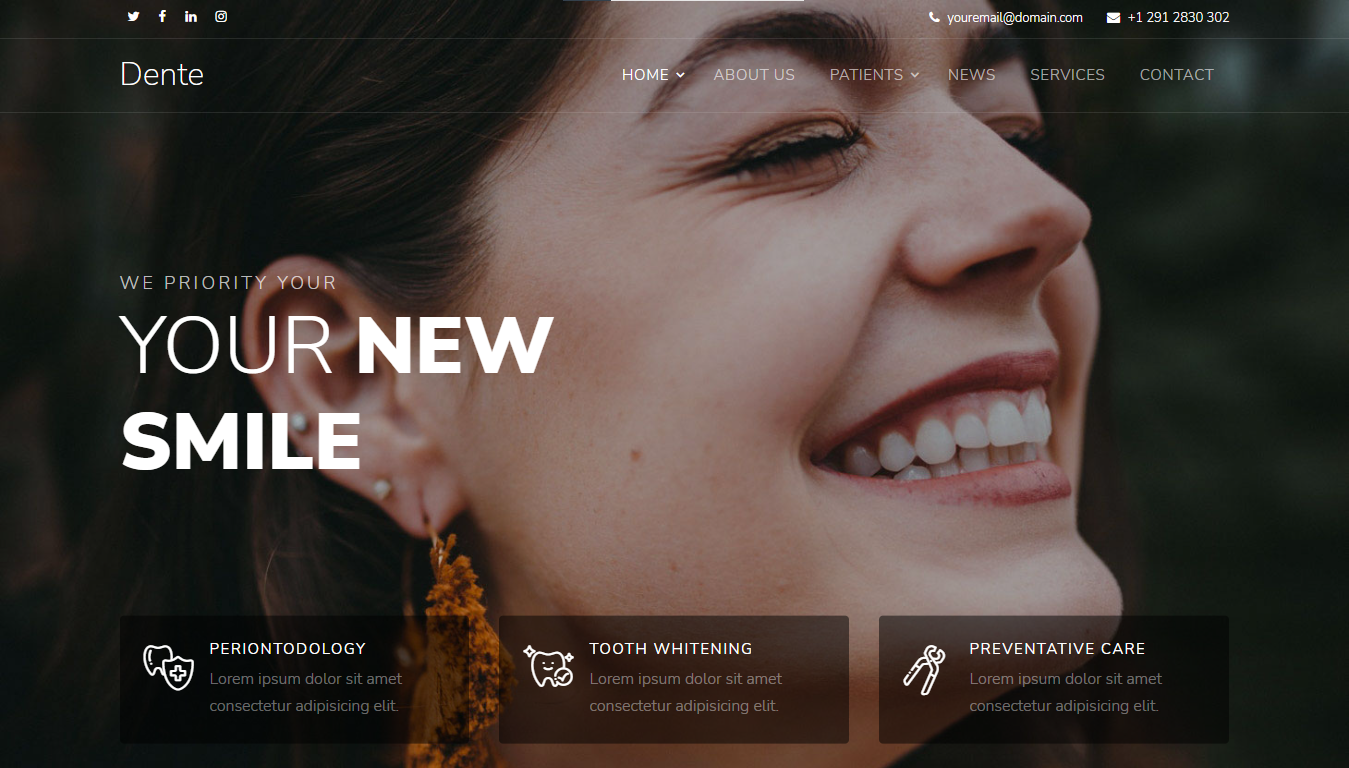 youremail@domain.com +1 291 2830 302
Dente HOME ABOUT US PATIENTS NEWS SERVICES CONTACT
WE PRIORITY YOUR
YOUR NEW
SMILE
PERIONTODOLOGY
Lorem ipsum dolor sit amet
consectetur adipisicing elit.
TOOTH WHITENING
Lorem ipsum dolor sit amet
consectetur adipisicing elit.
PREVENTATIVE CARE
Lorem ipsum dolor sit amet
consectetur adipisicing elit.